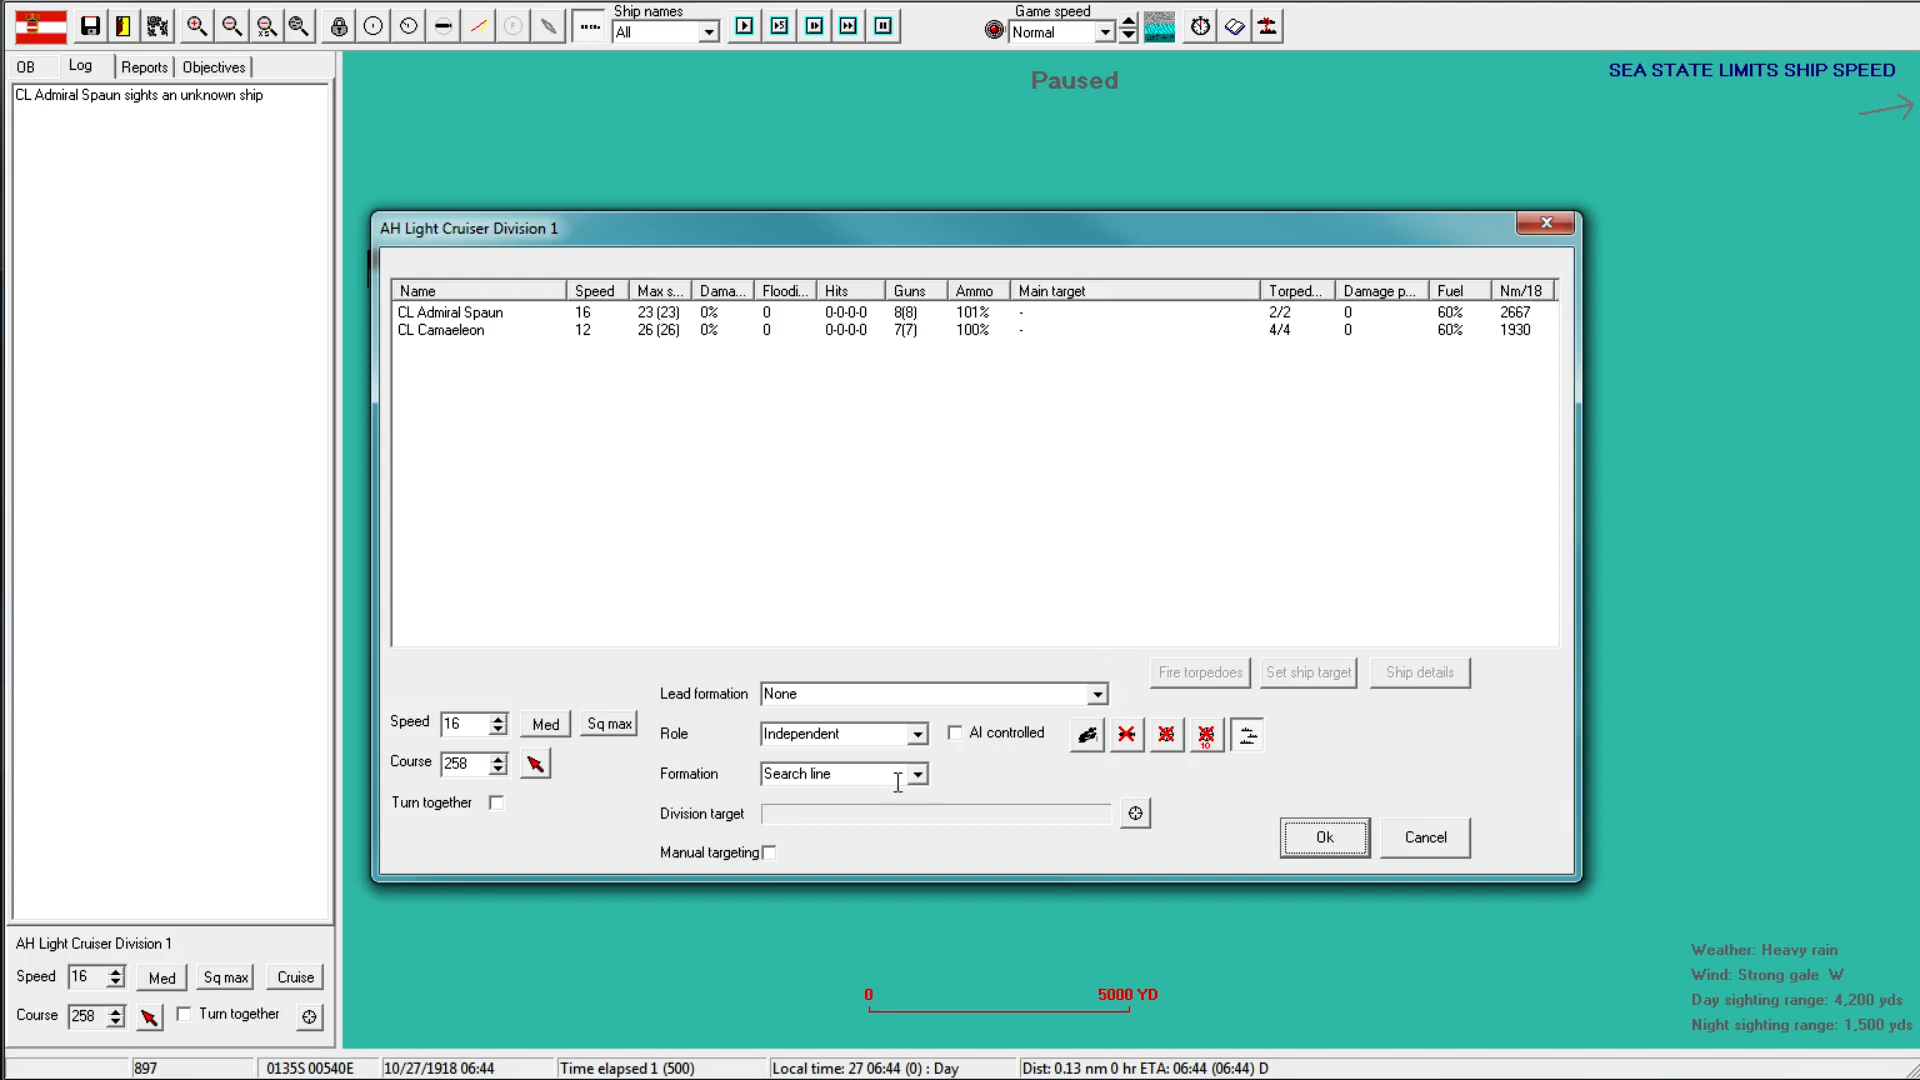 Ship names
All
Game speed
Normal
OB
Log
Reports
Objectives
CL Admiral Spaun sights an unknown ship
Paused
SEA STATE LIMITS SHIP SPEED
AH Light Cruiser Division 1
Name Speed Max s... Dama... Floodi... Hits Guns Ammo Main target Torped... Damage p... Fuel Nm/18
CL Admiral Spaun 16 23 (23) 0% 0 0-0-0-0 8(8) 101% - 2/2 0 60% 2667
CL Camaeleon 12 26 (26) 0% 0 0-0-0-0 7(7) 100% - 4/4 0 60% 1930
Fire torpedoes Set ship target Ship details
Lead formation None
Speed 16 Med Sq max
Role Independent AI controlled
10
Course 258
Formation Search line
Turn together
Division target
Manual targeting
Ok Cancel
AH Light Cruiser Division 1
Speed 16 Med Sq max Cruise
Course 258 Turn together
0 5000 YD
Weather: Heavy rain
Wind: Strong gale W
Day sighting range: 4,200 yds
Night sighting range: 1,500 yds
897 0135S 00540E 10/27/1918 06:44 Time elapsed 1 (500) Local time: 27 06:44 (0) : Day Dist: 0.13 nm 0 hr ETA: 06:44 (06:44) D